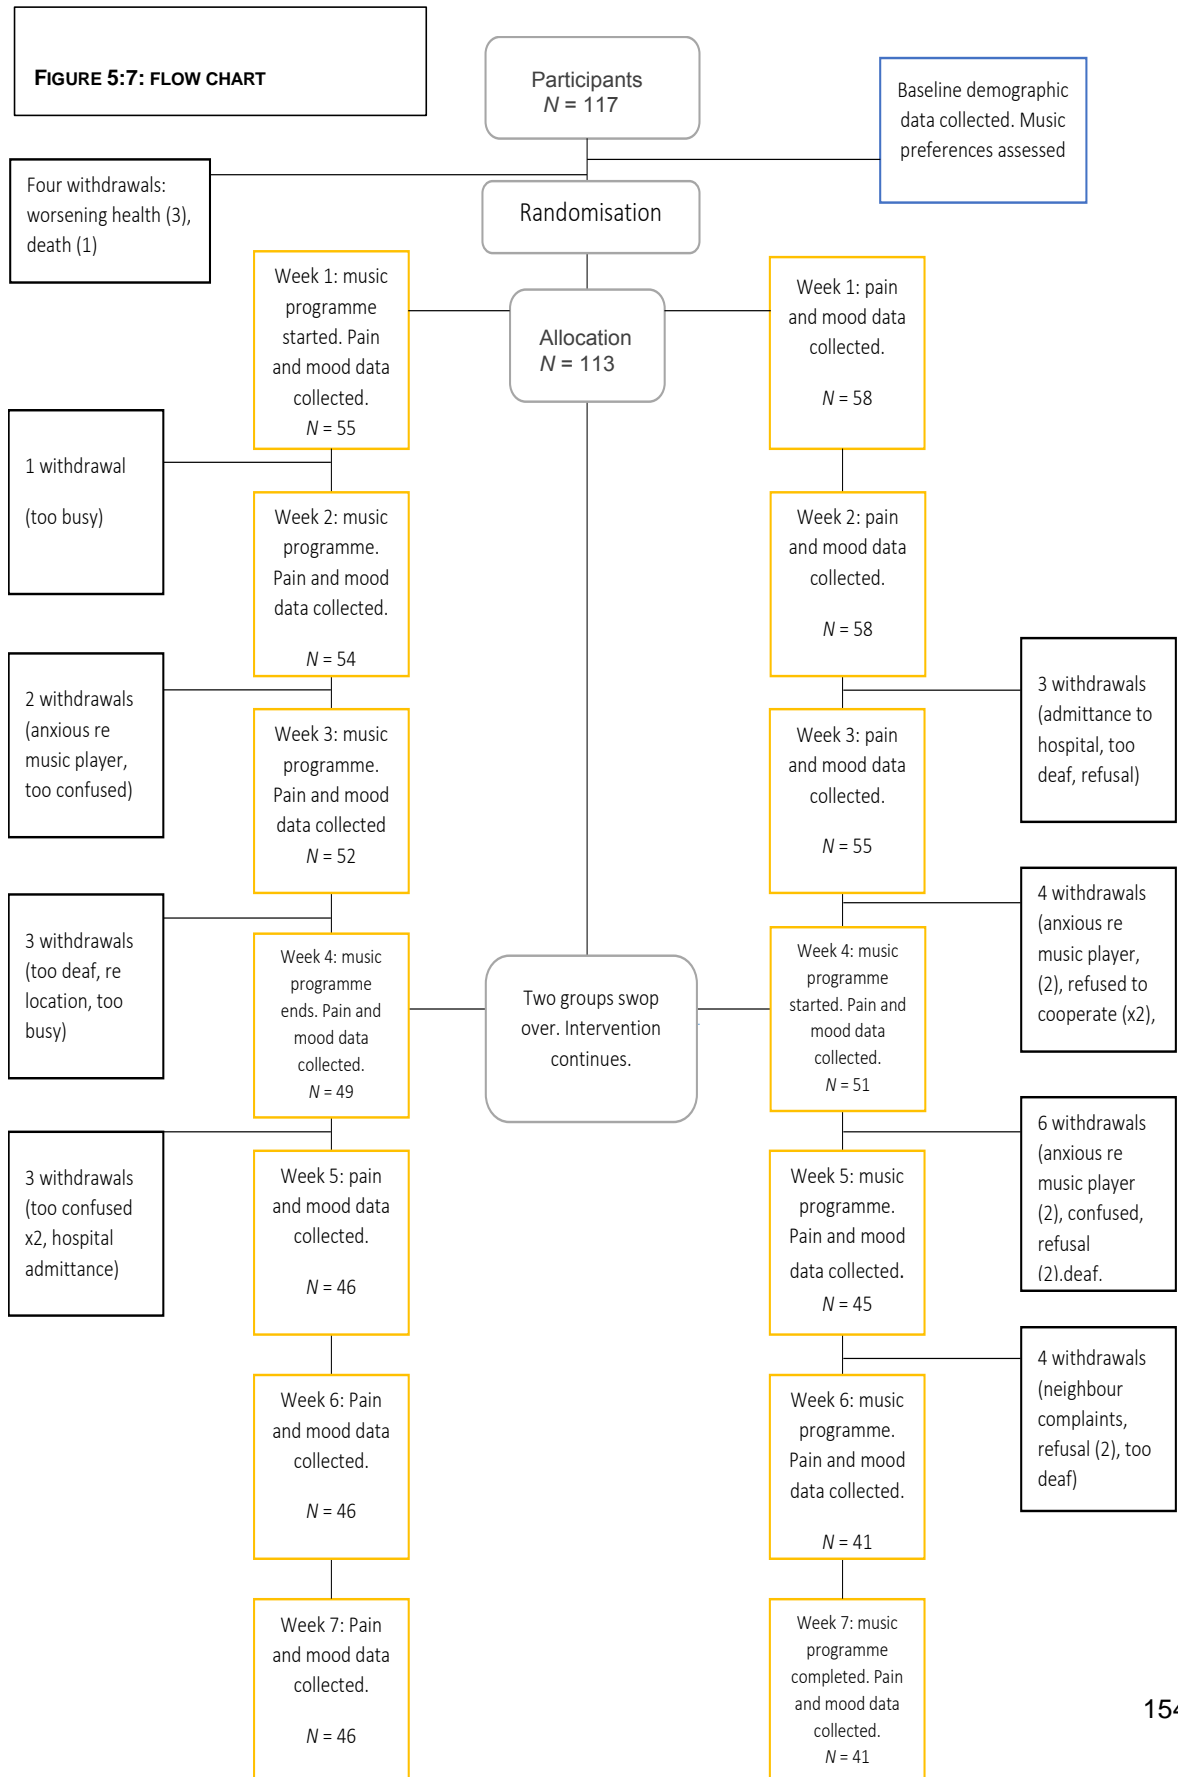 FIGURE 5:7: FLOW CHART
Participants
N = 117
Baseline demographic
data collected. Music
preferences assessed
Four withdrawals:
worsening health (3),
death (1)
Randomisation
Week 1: music
programme
started. Pain
and mood data
collected.
N = 55
Allocation
N = 113
Week 1: pain
and mood data
collected.
N = 58
1 withdrawal
(too busy)
Week 2: music
programme.
Pain and mood
data collected.
N = 54
Week 2: pain
and mood data
collected.
N = 58
2 withdrawals
(anxious re
music player,
too confused)
Week 3: music
programme.
Pain and mood
data collected
N = 52
Week 3: pain
and mood data
collected.
N = 55
3 withdrawals
(admittance to
hospital, too
deaf, refusal)
3 withdrawals
(too deaf, re
location, too
busy)
Week 4: music
programme
ends. Pain and
mood data
collected.
N = 49
Two groups swop
over. Intervention
continues.
Week 4: music
programme
started. Pain and
mood data
collected.
N = 51
4 withdrawals
(anxious re
music player,
(2), refused to
cooperate (x2),
3 withdrawals
(too confused
x2, hospital
admittance)
Week 5: pain
and mood data
collected.
N = 46
Week 5: music
programme.
Pain and mood
data collected.
N = 45
6 withdrawals
(anxious re
music player
(2), confused,
refusal
(2).deaf.
Week 6: Pain
and mood data
collected.
N = 46
Week 6: music
programme.
Pain and mood
data collected.
N = 41
4 withdrawals
(neighbour
complaints,
refusal (2), too
deaf)
Week 7: Pain
and mood data
collected.
N = 46
Week 7: music
programme
completed. Pain
and mood data
collected.
N = 41
154